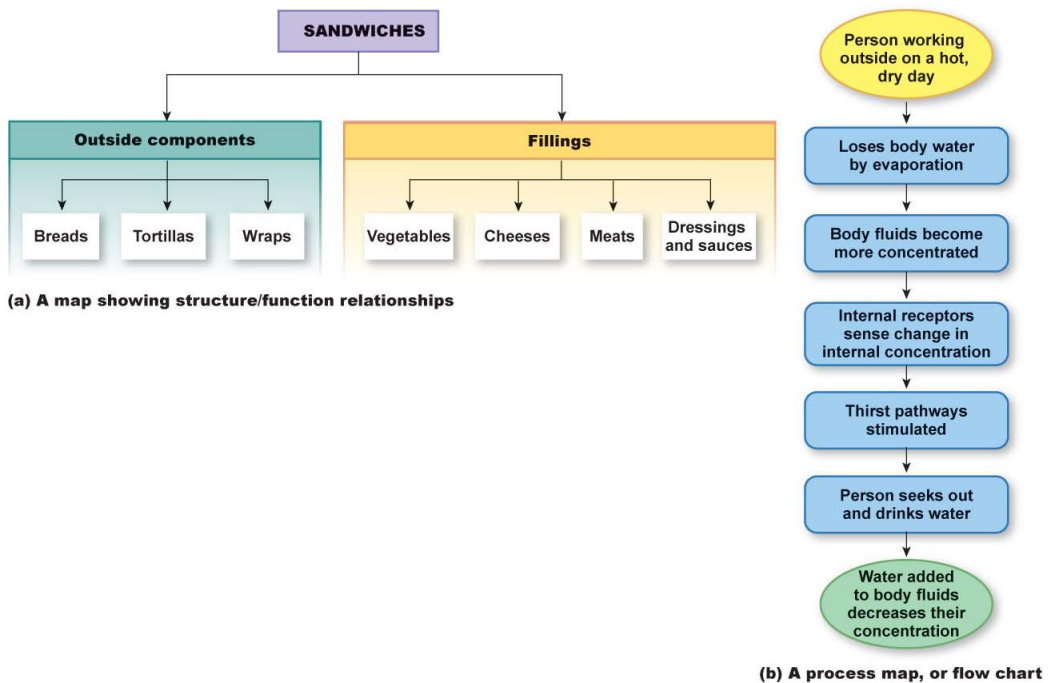 SANDWICHES
Outside components
Breads
Tortillas
Wraps
Fillings
Vegetables
Cheeses
Meats
Dressings
and sauces
(a) A map showing structure/function relationships
Person working
outside on a hot,
dry day
Loses body water
by evaporation
Body fluids become
more concentrated
Internal receptors
sense change in
internal concentration
Thirst pathways
stimulated
Person seeks out
and drinks water
Water added
to body fluids
decreases their
concentration
(b) A process map, or flow chart